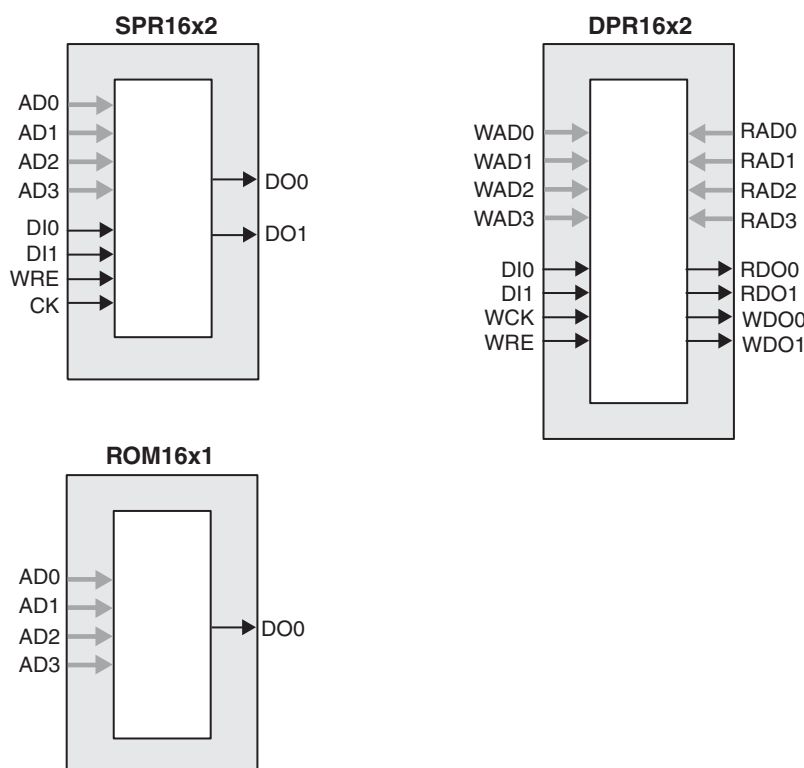 SPR16x2
AD0
AD1
AD2
AD3
DI0
DI1
WRE
CK
DO0
DO1
DPR16x2
WAD0
WAD1
WAD2
WAD3
DI0
DI1
WCK
WRE
RAD0
RAD1
RAD2
RAD3
RDO0
RDO1
WDO0
WDO1
ROM16x1
AD0
AD1
AD2
AD3
DO0